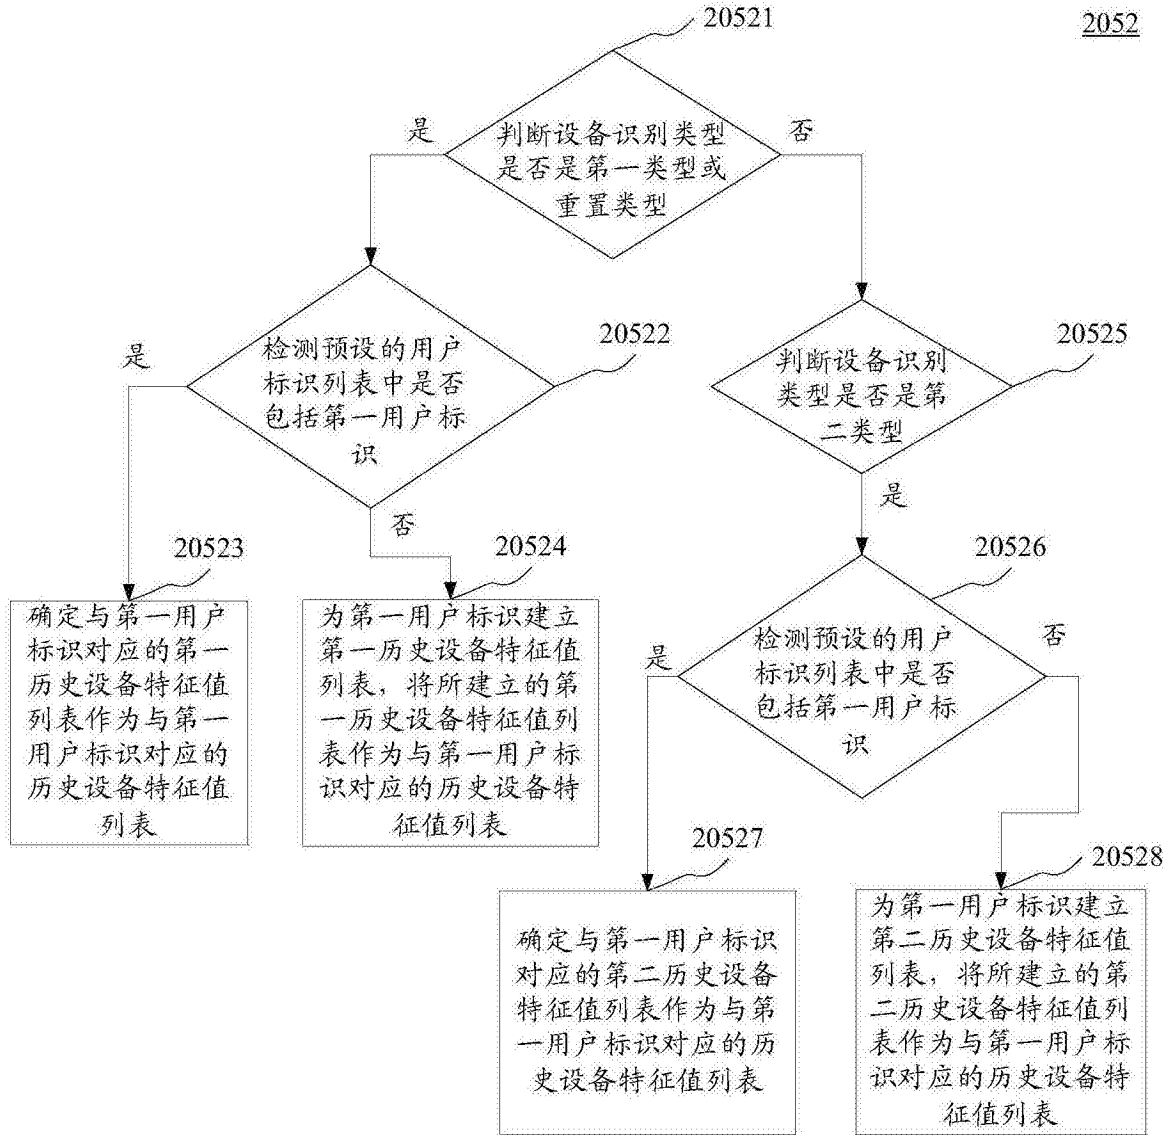 20521
2052
是
否
判断设备识别类型
是否是第一类型或
重置类型
20522
20525
是
检测预设的用户
标识列表中是否
包括第一用户标
识
判断设备识别
类型是否是第
二类型
否
是
20523
20524
20526
确定与第一用户
标识对应的第一
历史设备特征值
列表作为与第一
用户标识对应的
历史设备特征值
列表
为第一用户标识建立
第一历史设备特征值
列表，将所建立的第
一历史设备特征值列
表作为与第一用户标
识对应的历史设备特
征值列表
是
否
检测预设的用户
标识列表中是否
包括第一用户标
识
20527
20528
确定与第一用户标识
对应的第二历史设备
特征值列表作为与第
一用户标识对应的历
史设备特征值列表
为第一用户标识建立
第二历史设备特征值
列表，将所建立的第
二历史设备特征值列
表作为与第一用户标
识对应的历史设备特
征值列表